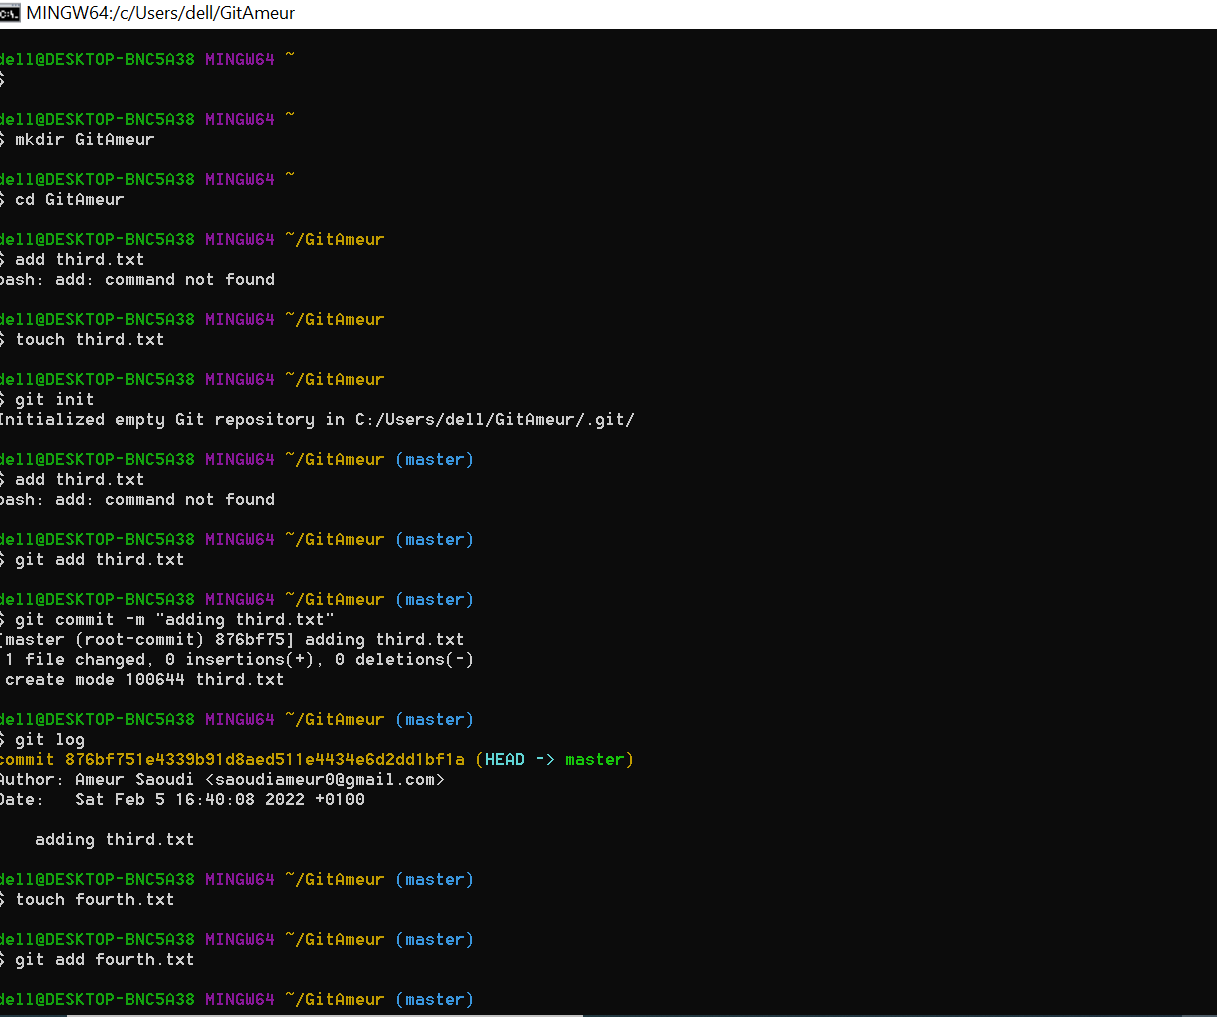 MINGW64:/c/Users/dell/GitAmeur
dell@DESKTOP-BNC5A38 MINGW64 ~
$
dell@DESKTOP-BNC5A38 MINGW64 ~
$ mkdir GitAmeur
dell@DESKTOP-BNC5A38 MINGW64 ~
$ cd GitAmeur
dell@DESKTOP-BNC5A38 MINGW64 ~/GitAmeur
$ add third.txt
bash: add: command not found
dell@DESKTOP-BNC5A38 MINGW64 ~/GitAmeur
$ touch third.txt
dell@DESKTOP-BNC5A38 MINGW64 ~/GitAmeur
$ git init
Initialized empty Git repository in C:/Users/dell/GitAmeur/.git/
dell@DESKTOP-BNC5A38 MINGW64 ~/GitAmeur (master)
$ add third.txt
bash: add: command not found
dell@DESKTOP-BNC5A38 MINGW64 ~/GitAmeur (master)
$ git add third.txt
dell@DESKTOP-BNC5A38 MINGW64 ~/GitAmeur (master)
$ git commit -m "adding third.txt"
[master (root-commit) 876bf75] adding third.txt
1 file changed, 0 insertions(+), 0 deletions(-)
create mode 100644 third.txt
dell@DESKTOP-BNC5A38 MINGW64 ~/GitAmeur (master)
$ git log
commit 876bf751e4339b91d8aed511e4434e6d2dd1bf1a (HEAD -> master)
Author: Ameur Saoudi <saoudiameur0@gmail.com>
Date: Sat Feb 5 16:40:08 2022 +0100
adding third.txt
dell@DESKTOP-BNC5A38 MINGW64 ~/GitAmeur (master)
$ touch fourth.txt
dell@DESKTOP-BNC5A38 MINGW64 ~/GitAmeur (master)
$ git add fourth.txt
dell@DESKTOP-BNC5A38 MINGW64 ~/GitAmeur (master)